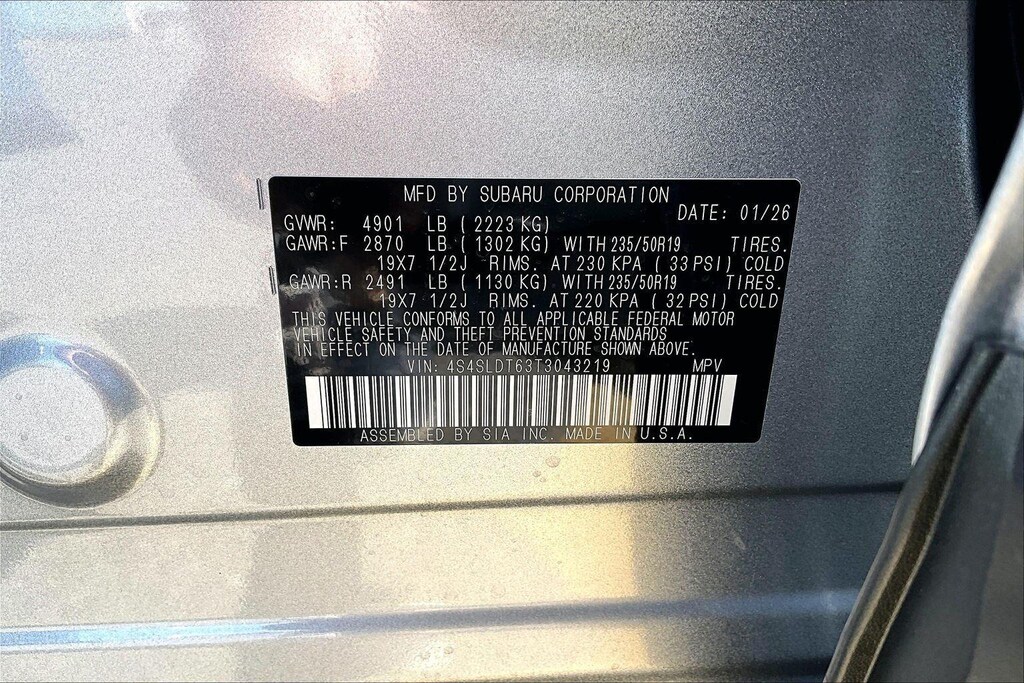 MFD BY SUBARU CORPORATION
DATE: 01/26
GVWR: 4901 LB ( 2223 KG)
GAWR:F 2870 LB ( 1302 KG) WITH 235/50R19 TIRES.
19X7 1/2J RIMS. AT 230 KPA ( 33 PSI) COLD
GAWR:R 2491 LB ( 1130 KG) WITH 235/50R19 TIRES.
19X7 1/2J RIMS. AT 220 KPA ( 32 PSI) COLD
THIS VEHICLE CONFORMS TO ALL APPLICABLE FEDERAL MOTOR
VEHICLE SAFETY AND THEFT PREVENTION STANDARDS
IN EFFECT ON THE DATE OF MANUFACTURE SHOWN ABOVE.
VIN: 4S4SLDT63T3043219 MPV
ASSEMBLED BY SIA INC. MADE IN U.S.A.